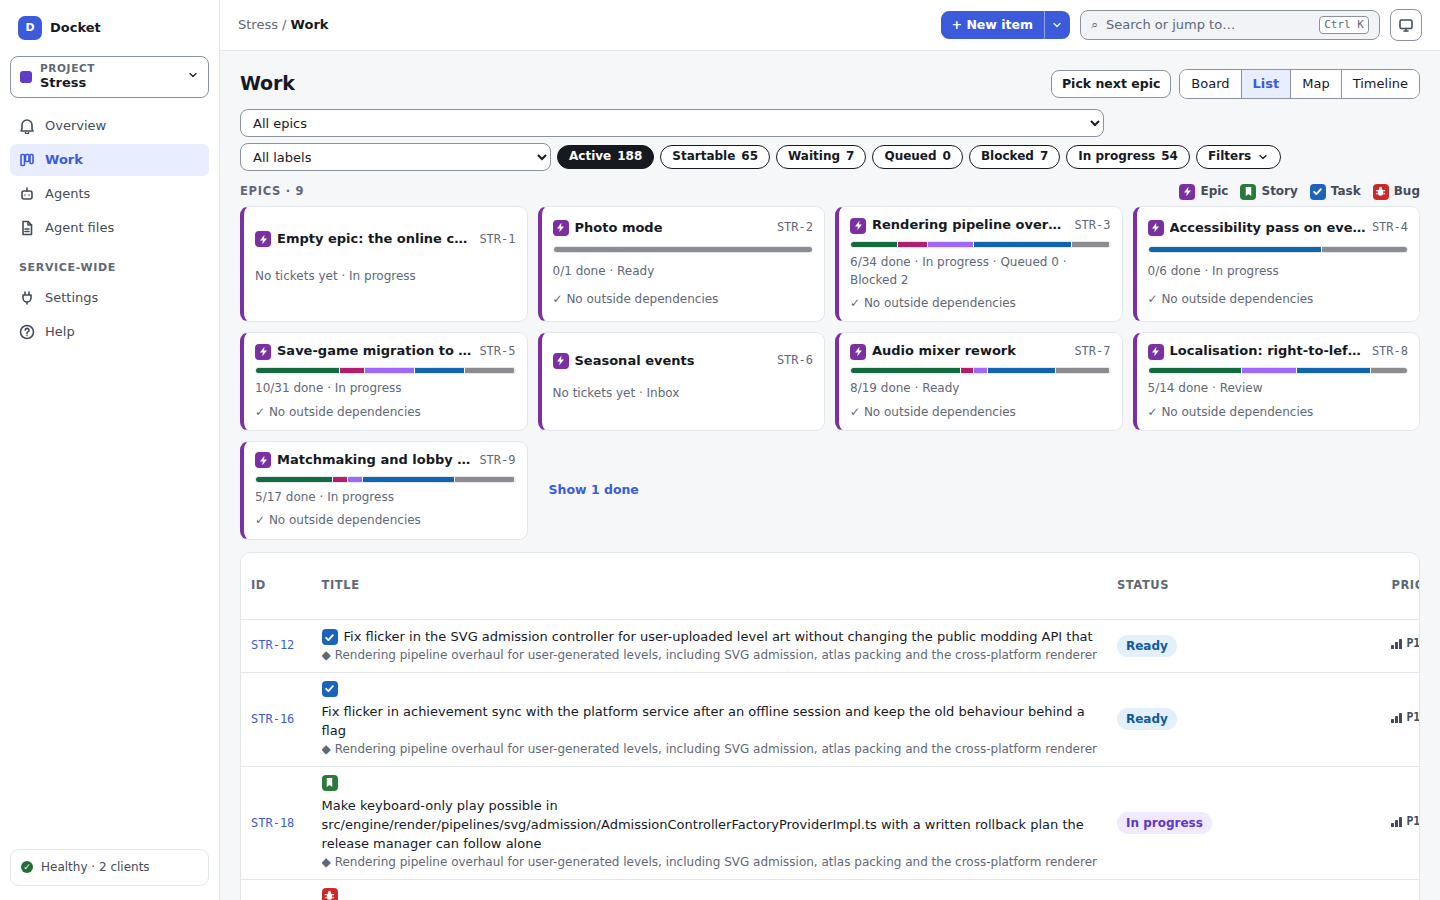 D Docket
PROJECT
Stress
Overview
Work
Agents
Agent files
SERVICE-WIDE
Settings
Help
Healthy · 2 clients
Stress / Work
+ New item
Search or jump to…
Ctrl K
Work
Pick next epic
Board List Map Timeline
All epics
All labels
Active 188
Startable 65
Waiting 7
Queued 0
Blocked 7
In progress 54
Filters
EPICS · 9
Epic Story Task Bug
Empty epic: the online c… STR-1
No tickets yet · In progress
Photo mode STR-2
0/1 done · Ready
✓ No outside dependencies
Rendering pipeline over… STR-3
6/34 done · In progress · Queued 0 ·
Blocked 2
✓ No outside dependencies
Accessibility pass on eve… STR-4
0/6 done · In progress
✓ No outside dependencies
Save-game migration to … STR-5
10/31 done · In progress
✓ No outside dependencies
Seasonal events STR-6
No tickets yet · Inbox
Audio mixer rework STR-7
8/19 done · Ready
✓ No outside dependencies
Localisation: right-to-lef… STR-8
5/14 done · Review
✓ No outside dependencies
Matchmaking and lobby … STR-9
5/17 done · In progress
✓ No outside dependencies
Show 1 done
ID TITLE STATUS
STR-12
Fix flicker in the SVG admission controller for user-uploaded level art without changing the public modding API that
◆ Rendering pipeline overhaul for user-generated levels, including SVG admission, atlas packing and the cross-platform renderer
Ready
P1
STR-16
Fix flicker in achievement sync with the platform service after an offline session and keep the old behaviour behind a
flag
◆ Rendering pipeline overhaul for user-generated levels, including SVG admission, atlas packing and the cross-platform renderer
Ready
P1
STR-18
Make keyboard-only play possible in
src/engine/render/pipelines/svg/admission/AdmissionControllerFactoryProviderImpl.ts with a written rollback plan the
release manager can follow alone
◆ Rendering pipeline overhaul for user-generated levels, including SVG admission, atlas packing and the cross-platform renderer
In progress
P1